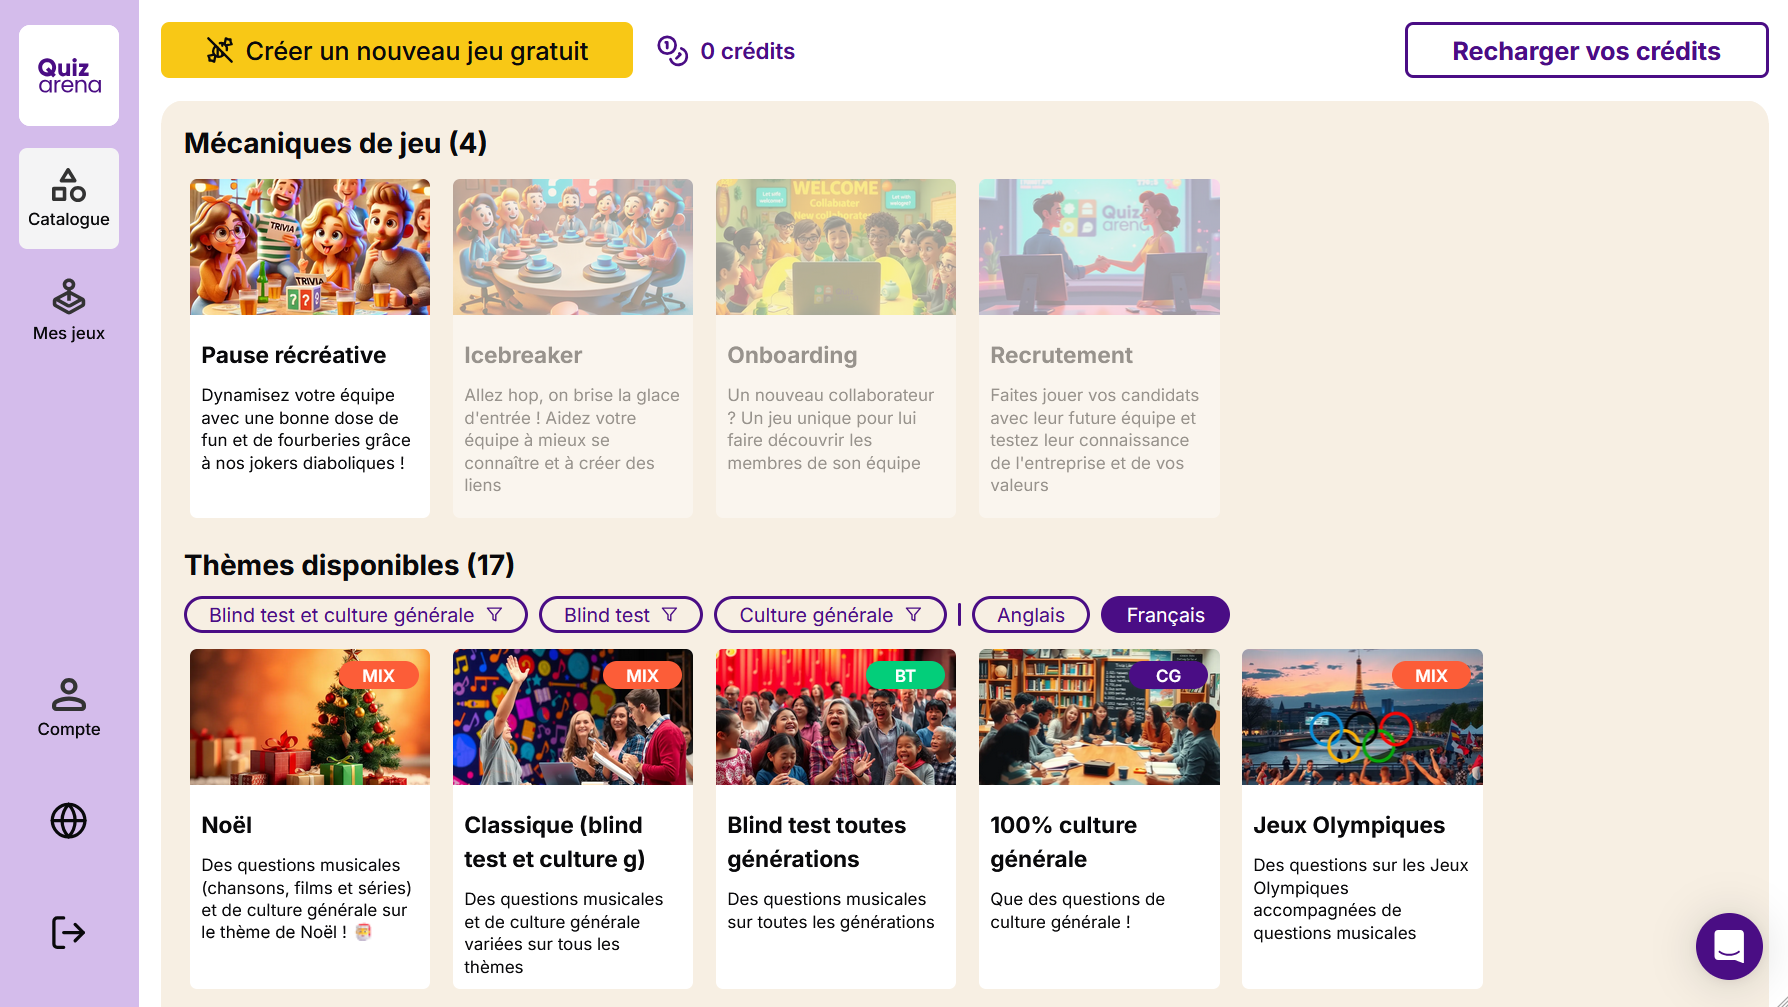 Quiz
arena
Catalogue
Mes jeux
Compte
Créer un nouveau jeu gratuit
0 crédits
Recharger vos crédits
Mécaniques de jeu (4)
TRIVIA
TRIVIA
WELCOME
Quiz
arena
Pause récréative
Dynamisez votre équipe
avec une bonne dose de
fun et de fourberies grâce
à nos jokers diaboliques !
Icebreaker
Allez hop, on brise la glace
d'entrée ! Aidez votre
équipe à mieux se
connaître et à créer des
liens
Onboarding
Un nouveau collaborateur
? Un jeu unique pour lui
faire découvrir les
membres de son équipe
Recrutement
Faites jouer vos candidats
avec leur future équipe et
testez leur connaissance
de l'entreprise et de vos
valeurs
Thèmes disponibles (17)
Blind test et culture générale
Blind test
Culture générale
Anglais
Français
MIX
MIX
BT
CG
MIX
Noël
Des questions musicales
(chansons, films et séries)
et de culture générale sur
le thème de Noël ! 🎅
Classique (blind
test et culture g)
Des questions musicales
et de culture générale
variées sur tous les
thèmes
Blind test toutes
générations
Des questions musicales
sur toutes les générations
100% culture
générale
Que des questions de
culture générale !
Jeux Olympiques
Des questions sur les Jeux
Olympiques
accompagnées de
questions musicales